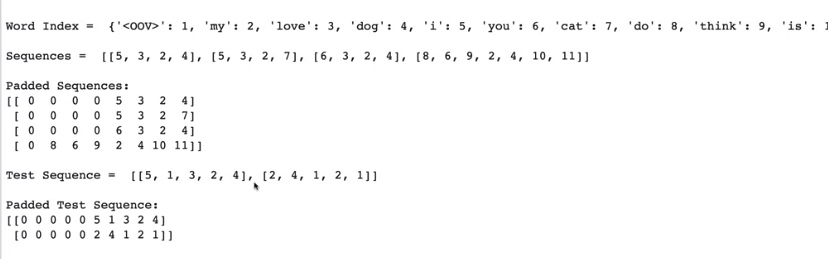 Word Index =  {'<OOV>': 1, 'my': 2, 'love': 3, 'dog': 4, 'i': 5, 'you': 6, 'cat': 7, 'do': 8, 'think': 9, 'is':
Sequences =  [[5, 3, 2, 4], [5, 3, 2, 7], [6, 3, 2, 4], [8, 6, 9, 2, 4, 10, 11]]
Padded Sequences:
[[ 0  0  0  0  5  3  2  4]
 [ 0  0  0  0  5  3  2  7]
 [ 0  0  0  0  6  3  2  4]
 [ 0  8  6  9  2  4 10 11]]
Test Sequence =  [[5, 1, 3, 2, 4], [2, 4, 1, 2, 1]]
Padded Test Sequence:
[[0 0 0 0 0 5 1 3 2 4]
 [0 0 0 0 0 2 4 1 2 1]]